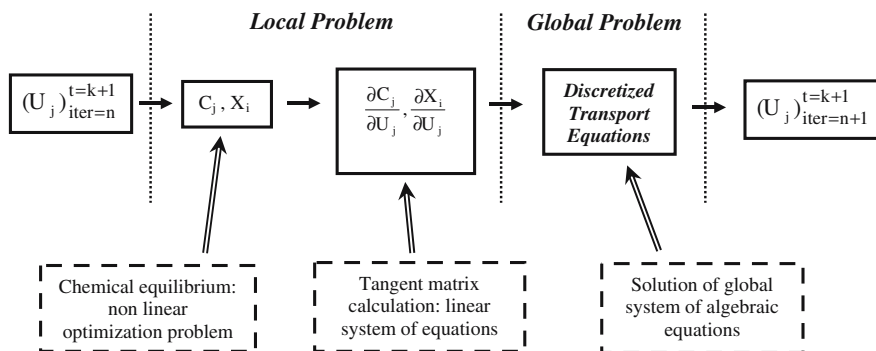 Local Problem
Global Problem
(U_j)^{t=k+1}_{iter=n}
C_j, X_i
∂C_j/∂U_j, ∂X_i/∂U_j
Discretized
Transport
Equations
(U_j)^{t=k+1}_{iter=n+1}
Chemical equilibrium:
non linear
optimization problem
Tangent matrix
calculation: linear
system of equations
Solution of global
system of algebraic
equations